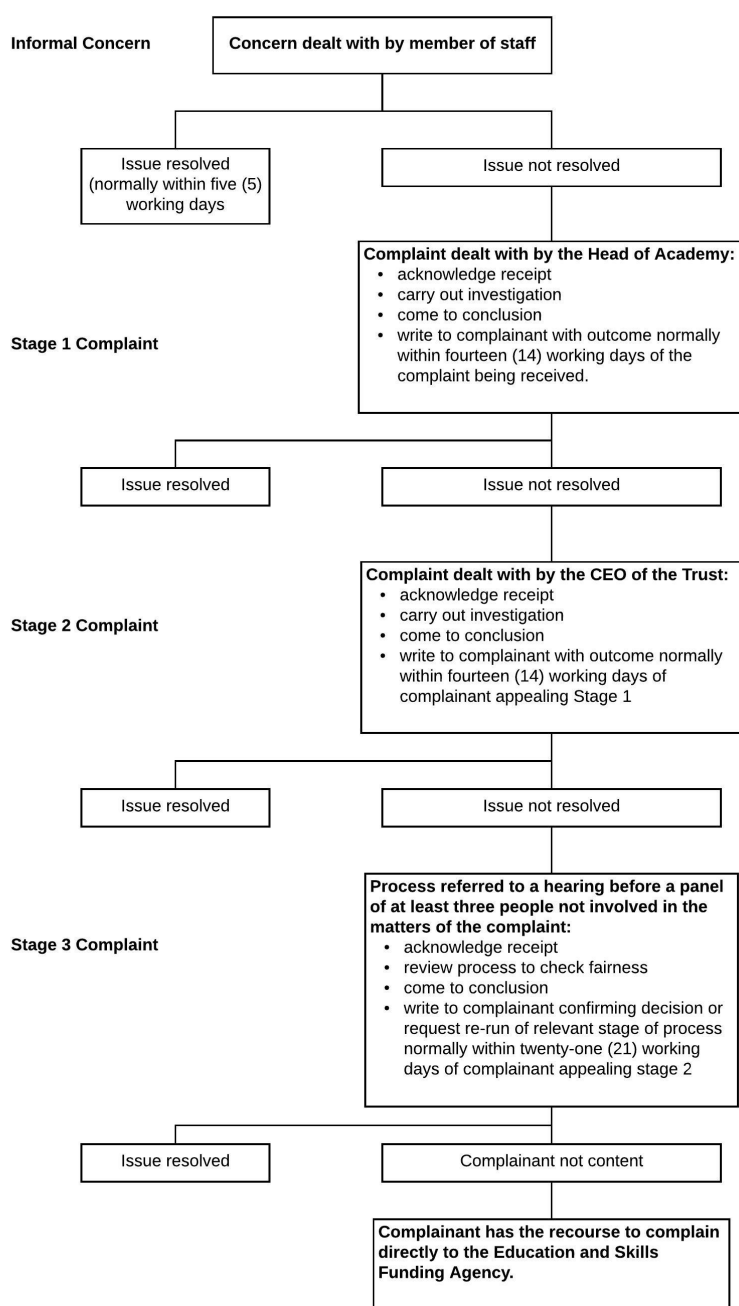 Informal Concern
Concern dealt with by member of staff
Issue resolved
(normally within five (5)
working days
Issue not resolved
Complaint dealt with by the Head of Academy:
• acknowledge receipt
• carry out investigation
• come to conclusion
• write to complainant with outcome normally
within fourteen (14) working days of the
complaint being received.
Stage 1 Complaint
Issue resolved
Issue not resolved
Complaint dealt with by the CEO of the Trust:
• acknowledge receipt
• carry out investigation
• come to conclusion
• write to complainant with outcome normally
within fourteen (14) working days of
complainant appealing Stage 1
Stage 2 Complaint
Issue resolved
Issue not resolved
Process referred to a hearing before a panel
of at least three people not involved in the
matters of the complaint:
• acknowledge receipt
• review process to check fairness
• come to conclusion
• write to complainant confirming decision or
request re-run of relevant stage of process
normally within twenty-one (21) working
days of complainant appealing stage 2
Stage 3 Complaint
Issue resolved
Complainant not content
Complainant has the recourse to complain
directly to the Education and Skills
Funding Agency.